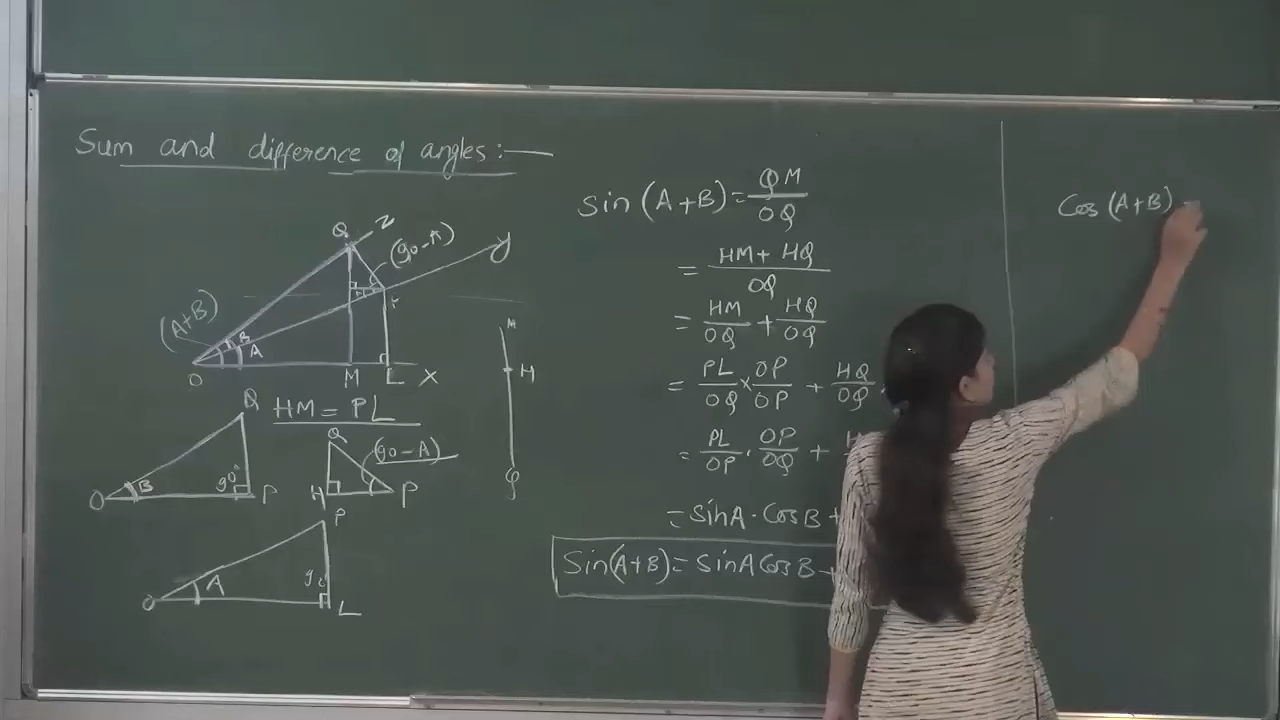 Sum and difference of angles:—
Q Z
(90-A)
y
(A+B)
B
A
O M L X
HM = PL
M
H
Q
Q
B 90°
O P
Q
(90-A)
H P
P
A
O L
sin (A+B) = QM / OQ
= HM + HQ / OQ
= HM / OQ + HQ / OQ
= PL / OQ × OP / OP + HQ / OQ
= PL / OP . OP / OQ +
= sinA . CosB +
Sin(A+B) = sinA CosB
Cos (A+B)